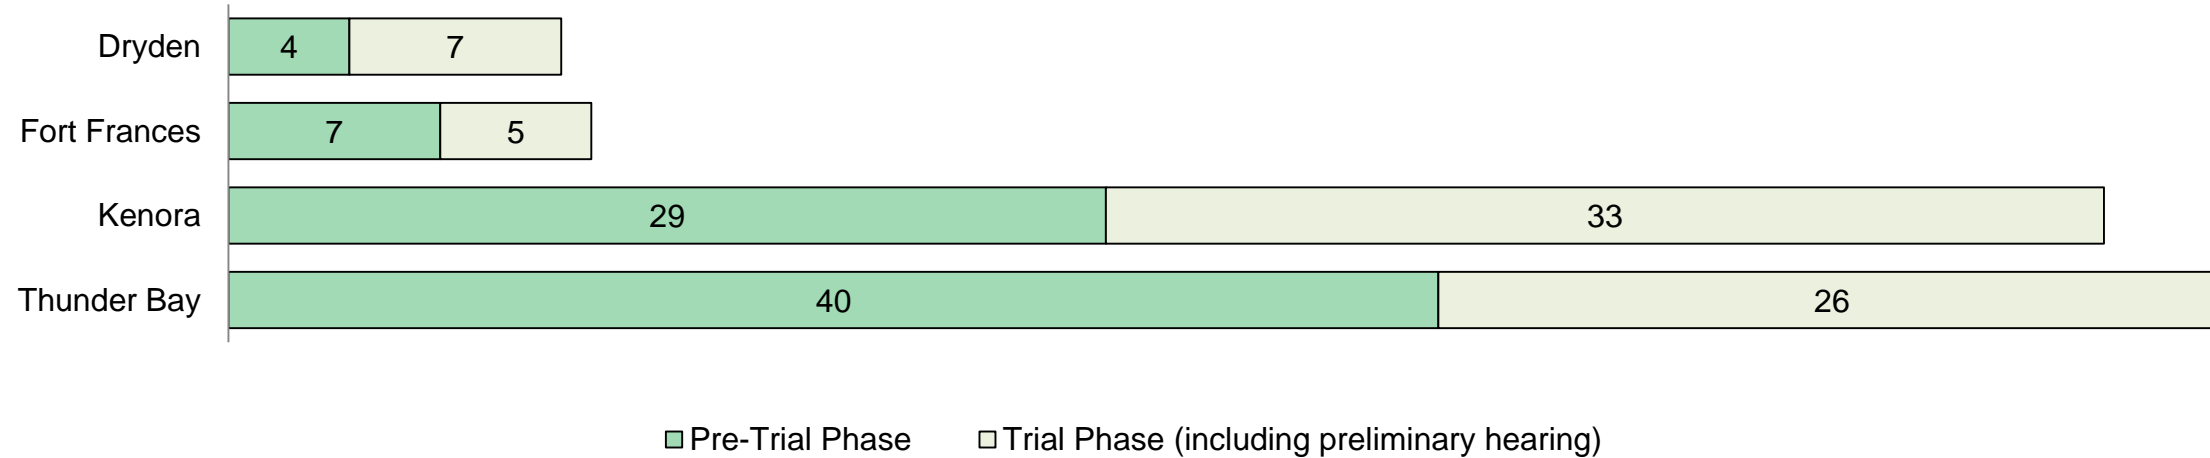 Dryden 4 7
Fort Frances 7 5
Kenora 29 33
Thunder Bay 40 26
Pre-Trial Phase Trial Phase (including preliminary hearing)